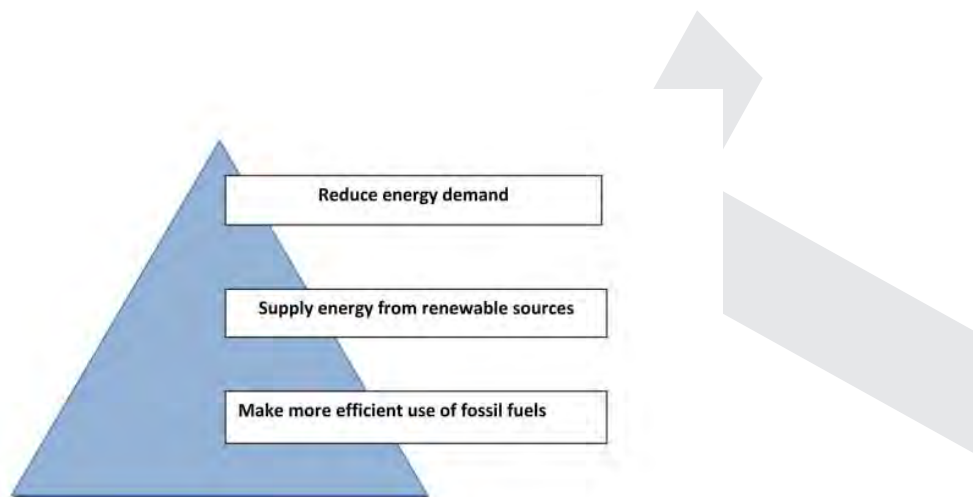 Reduce energy demand
Supply energy from renewable sources
Make more efficient use of fossil fuels